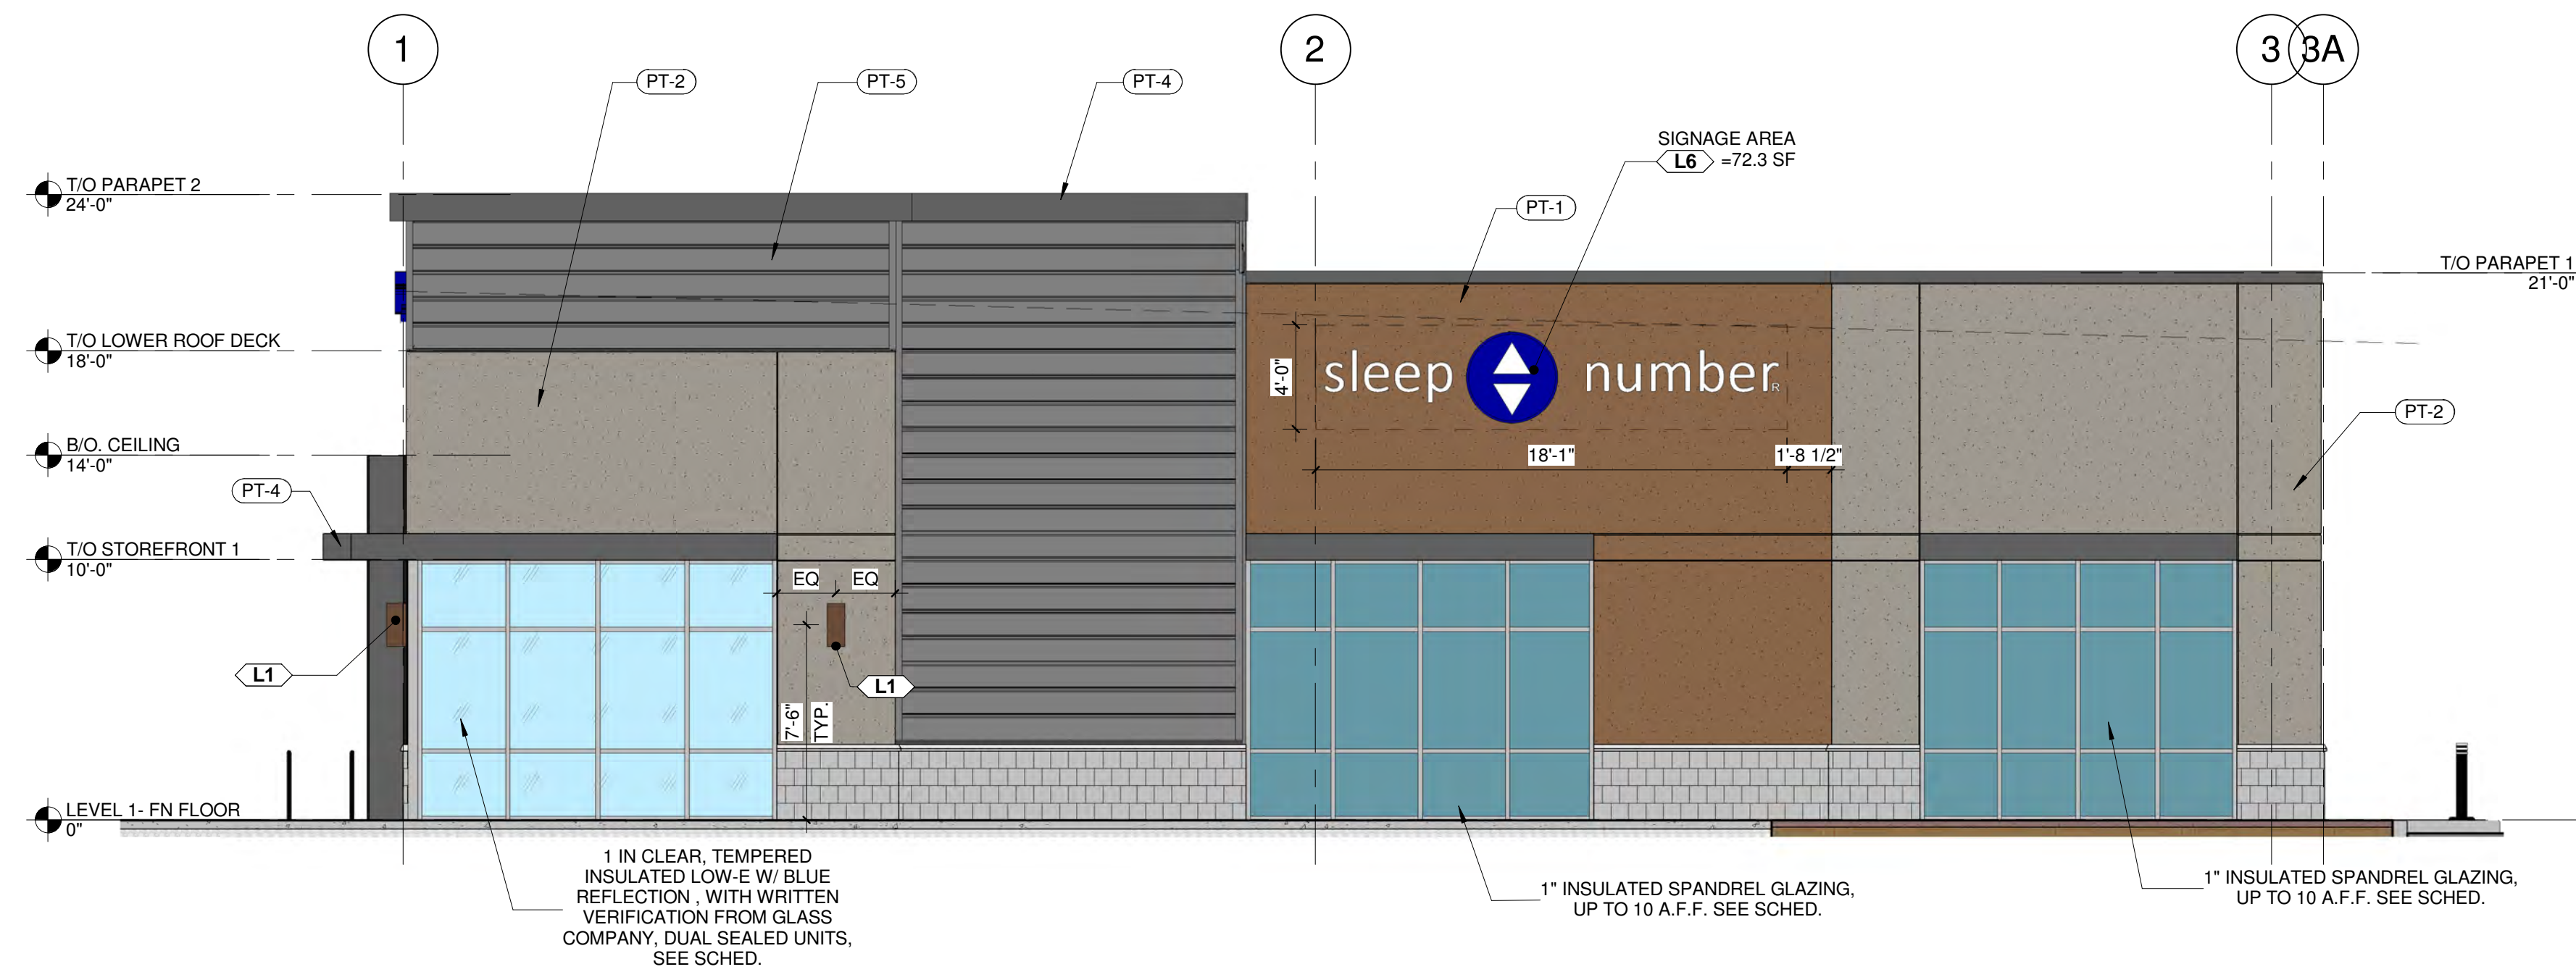 1
2
3
3A
PT-2
PT-5
PT-4
SIGNAGE AREA
L6 =72.3 SF
PT-1
T/O PARAPET 2
24'-0"
T/O PARAPET 1
21'-0"
T/O LOWER ROOF DECK
18'-0"
4'-0"
sleep number R
PT-2
B/O. CEILING
14'-0"
18'-1"
1'-8 1/2"
PT-4
T/O STOREFRONT 1
10'-0"
EQ
EQ
L1
L1
7'-6"
TYP.
LEVEL 1- FN FLOOR
0"
1 IN CLEAR, TEMPERED
INSULATED LOW-E W/ BLUE
REFLECTION , WITH WRITTEN
VERIFICATION FROM GLASS
COMPANY, DUAL SEALED UNITS,
SEE SCHED.
1" INSULATED SPANDREL GLAZING,
UP TO 10 A.F.F. SEE SCHED.
1" INSULATED SPANDREL GLAZING,
UP TO 10 A.F.F. SEE SCHED.